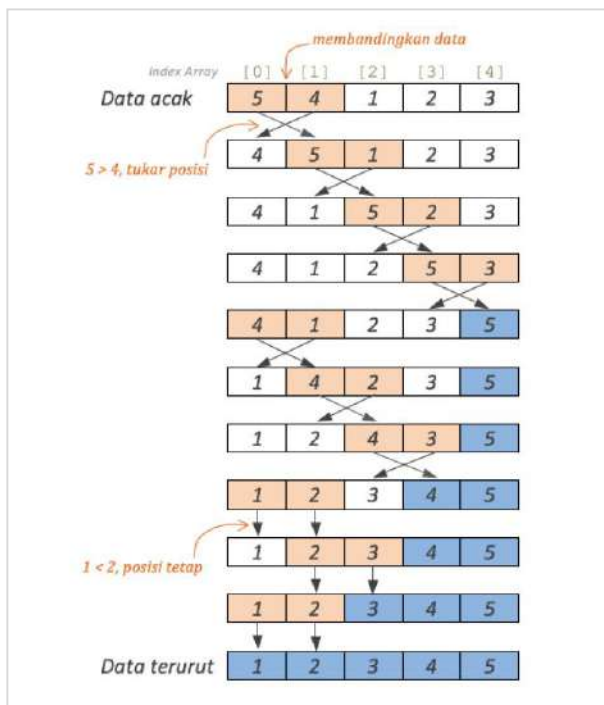 membandingkan data
Index Array [0] [1] [2] [3] [4]
Data acak 5 4 1 2 3
5 > 4, tukar posisi
4 5 1 2 3
4 1 5 2 3
4 1 2 5 3
4 1 2 3 5
1 4 2 3 5
1 2 4 3 5
1 2 3 4 5
1 < 2, posisi tetap
1 2 3 4 5
1 2 3 4 5
Data terurut 1 2 3 4 5